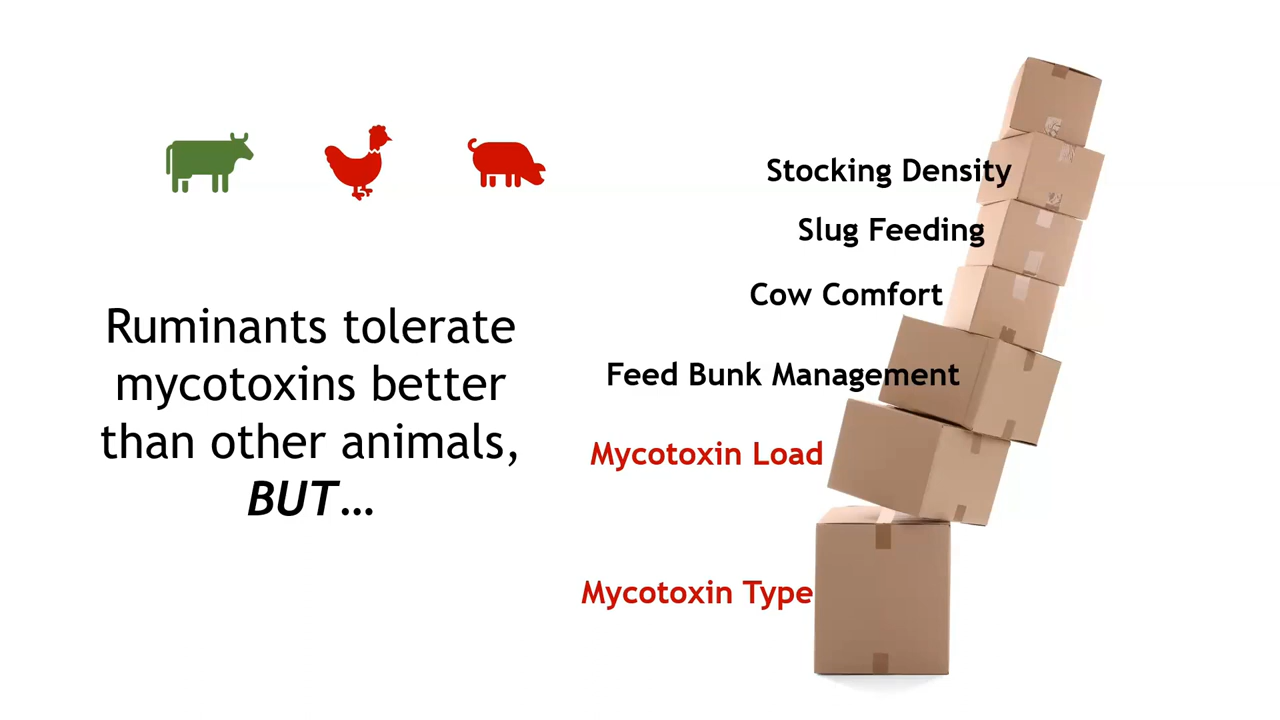 Ruminants tolerate
mycotoxins better
than other animals,
BUT…
Stocking Density
Slug Feeding
Cow Comfort
Feed Bunk Management
Mycotoxin Load
Mycotoxin Type